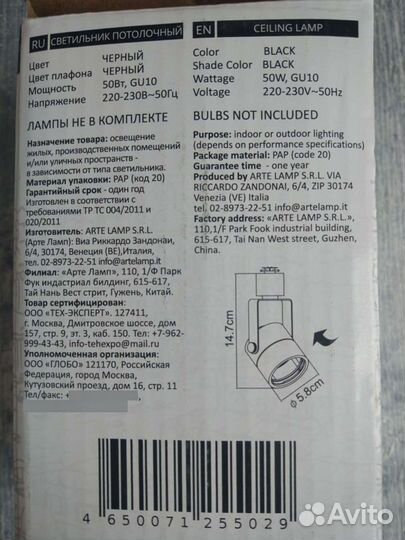 RU СВЕТИЛЬНИК ПОТОЛОЧНЫЙ
Цвет ЧЕРНЫЙ
Цвет плафона ЧЕРНЫЙ
Мощность 50Вт, GU10
Напряжение 220-230В~50Гц
ЛАМПЫ НЕ В КОМПЛЕКТЕ
Назначение товара: освещение
жилых, производственных помещений
и/или уличных пространств -
в зависимости от типа светильника.
Материал упаковки: PAP (код 20)
Гарантийный срок - один год
Изготовлен в соответствии с
требованиями ТР ТС 004/2011 и
020/2011
Изготовитель: ARTE LAMP S.R.L.
(Арте Ламп): Виа Риккардо Зандонаи,
6/4, 30174, Венеция (ВЕ),Италия,
тел. 02-8973-22-51 info@artelamp.it
Филиал: «Арте Ламп», 110, 1/Ф Парк
Фук индастриал билдинг, 615-617,
Тай Нань Вест стрит, Гужень, Китай.
Товар сертифицирован:
ООО «ТЕХ-ЭКСПЕРТ». 127411,
г. Москва, Дмитровское шоссе, дом
157, стр. 9, эт. 3, каб. 150. Тел: +7-962-
999-43-43, info-tehexpo@mail.ru
Уполномоченная организация:
ООО «ГЛОБО» 121170, Российская
Федерация, город Москва,
Кутузовский проезд, дом 16, стр. 11
Тел/факс: +
EN CEILING LAMP
Color BLACK
Shade Color BLACK
Wattage 50W, GU10
Voltage 220-230V~50Hz
BULBS NOT INCLUDED
Purpose: indoor or outdoor lighting
(depends on performance specifications)
Package material: PAP (code 20)
Guarantee time - one year
Produced by ARTE LAMP S.R.L. VIA
RICCARDO ZANDONAI, 6/4, ZIP 30174
Venezia (VE) Italia
tel. 02-8973-22-51 info@artelamp.it
Factory address: «ARTE LAMP S.R.L.»,
110,1/F Park Fook industrial building,
615-617, Tai Nan West street, Guzhen,
China.
14.7cm
ϕ 5.8cm
4 650071 255029
Avito